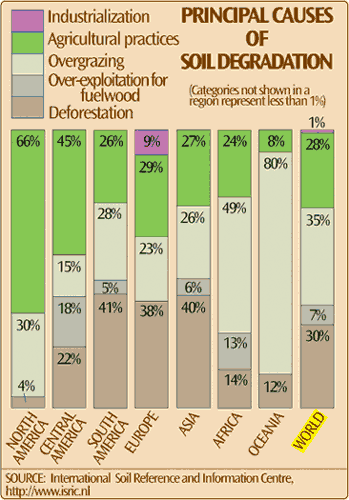 Industrialization
Agricultural practices
Overgrazing
Over-exploitation for
fuelwood
Deforestation
PRINCIPAL CAUSES
OF
SOIL DEGRADATION
(Categories not shown in a
region represent less than 1%)
66%
30%
4%
45%
15%
18%
22%
26%
28%
5%
41%
9%
29%
23%
38%
27%
26%
6%
40%
24%
49%
13%
14%
8%
80%
12%
1%
28%
35%
7%
30%
NORTH
AMERICA
CENTRAL
AMERICA
SOUTH
AMERICA
EUROPE
ASIA
AFRICA
OCEANIA
WORLD
SOURCE: International Soil Reference and Information Centre,
http://www.isric.nl